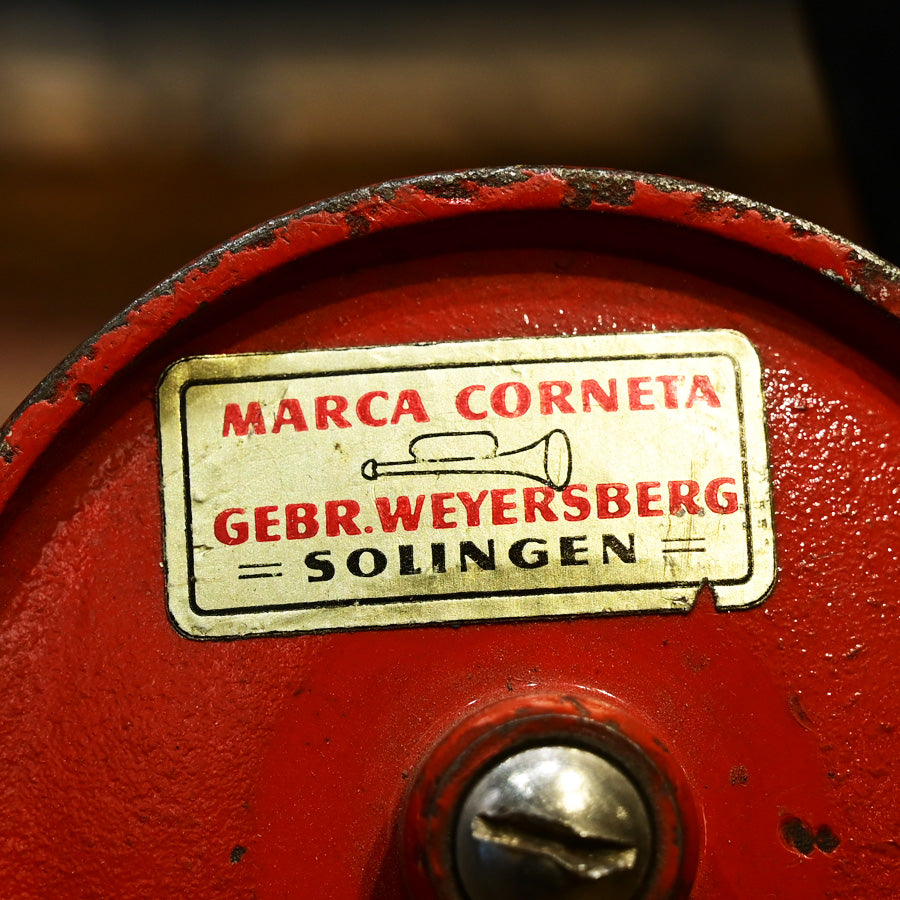 MARCA CORNETA
GEBR. WEYERSBERG
= SOLINGEN =